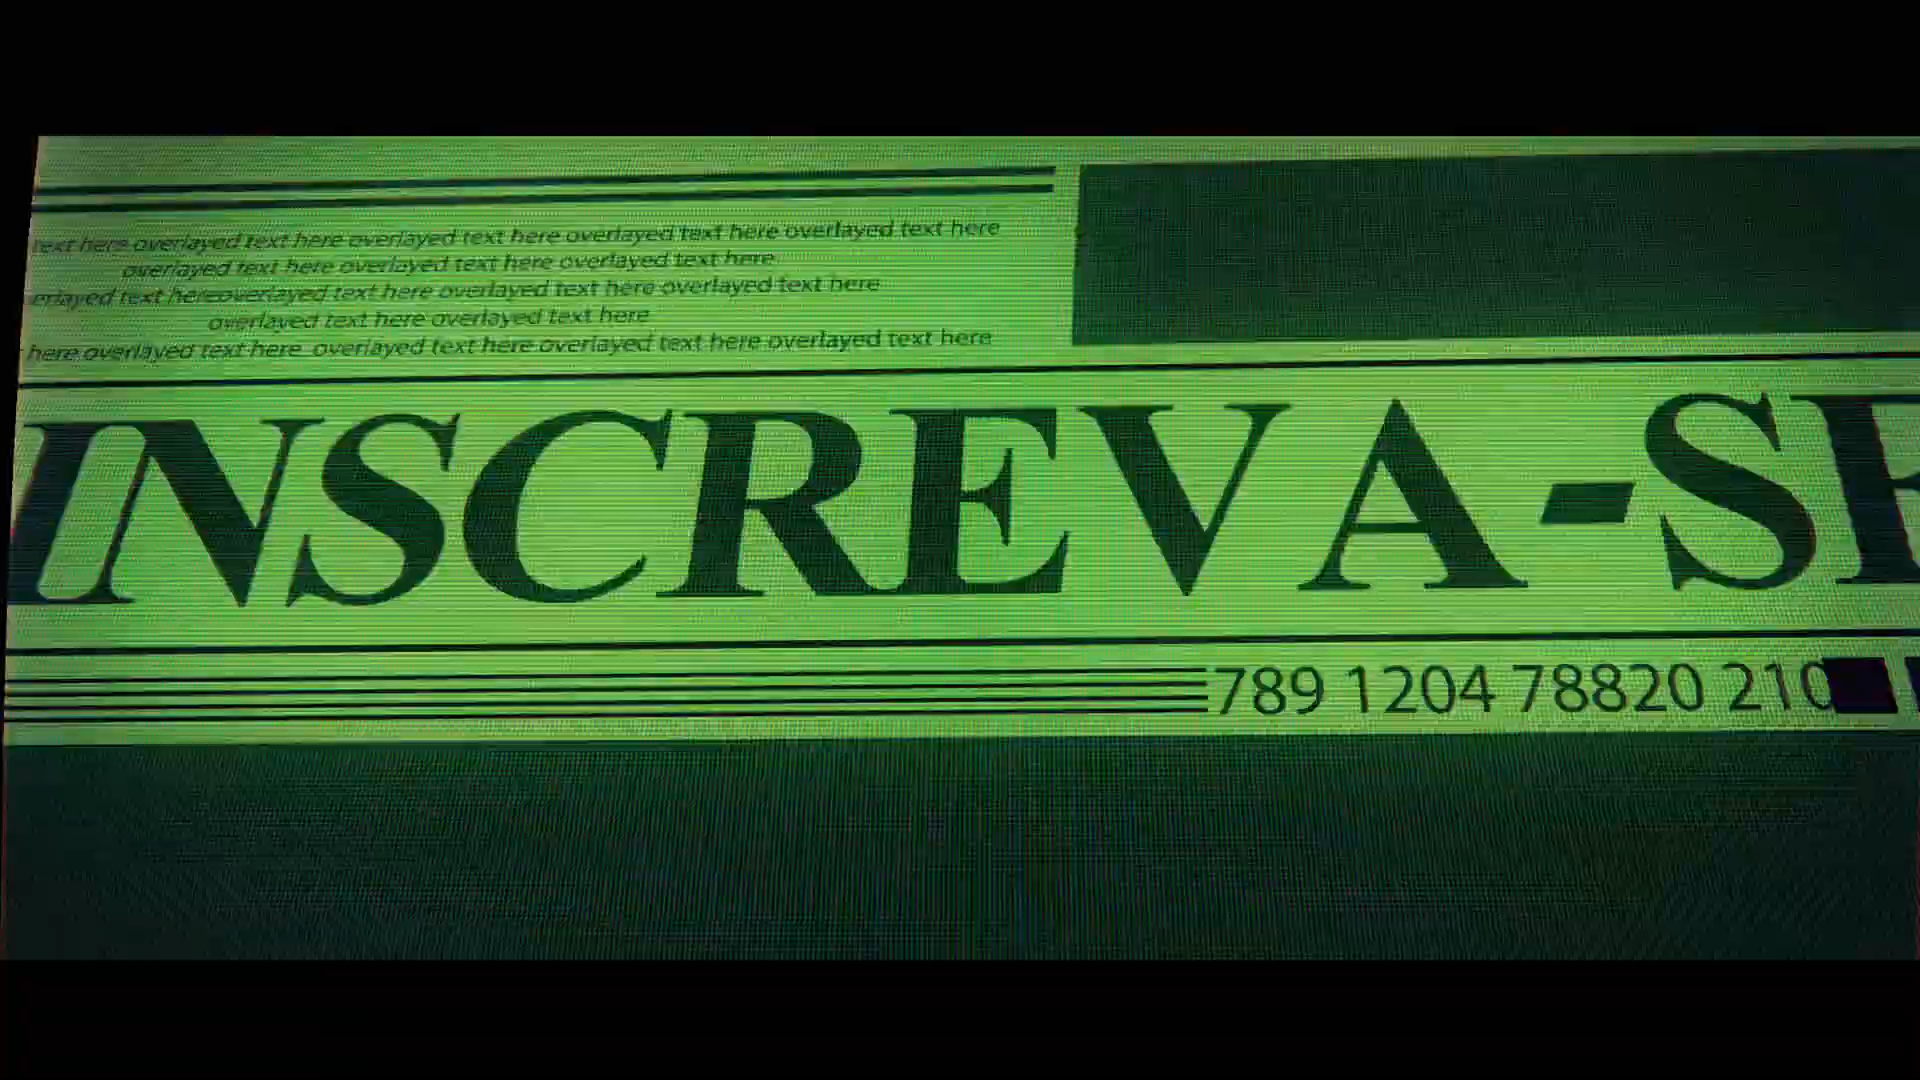 text here overlayed text here overlayed text here overlayed text here overlayed text here
overlayed text here overlayed text here overlayed text here
erlayed text hereoverlayed text here overlayed text here overlayed text here
overlayed text here overlayed text here
here overlayed text here overlayed text here overlayed text here overlayed text here
INSCREVA-SE
789 1204 78820 210